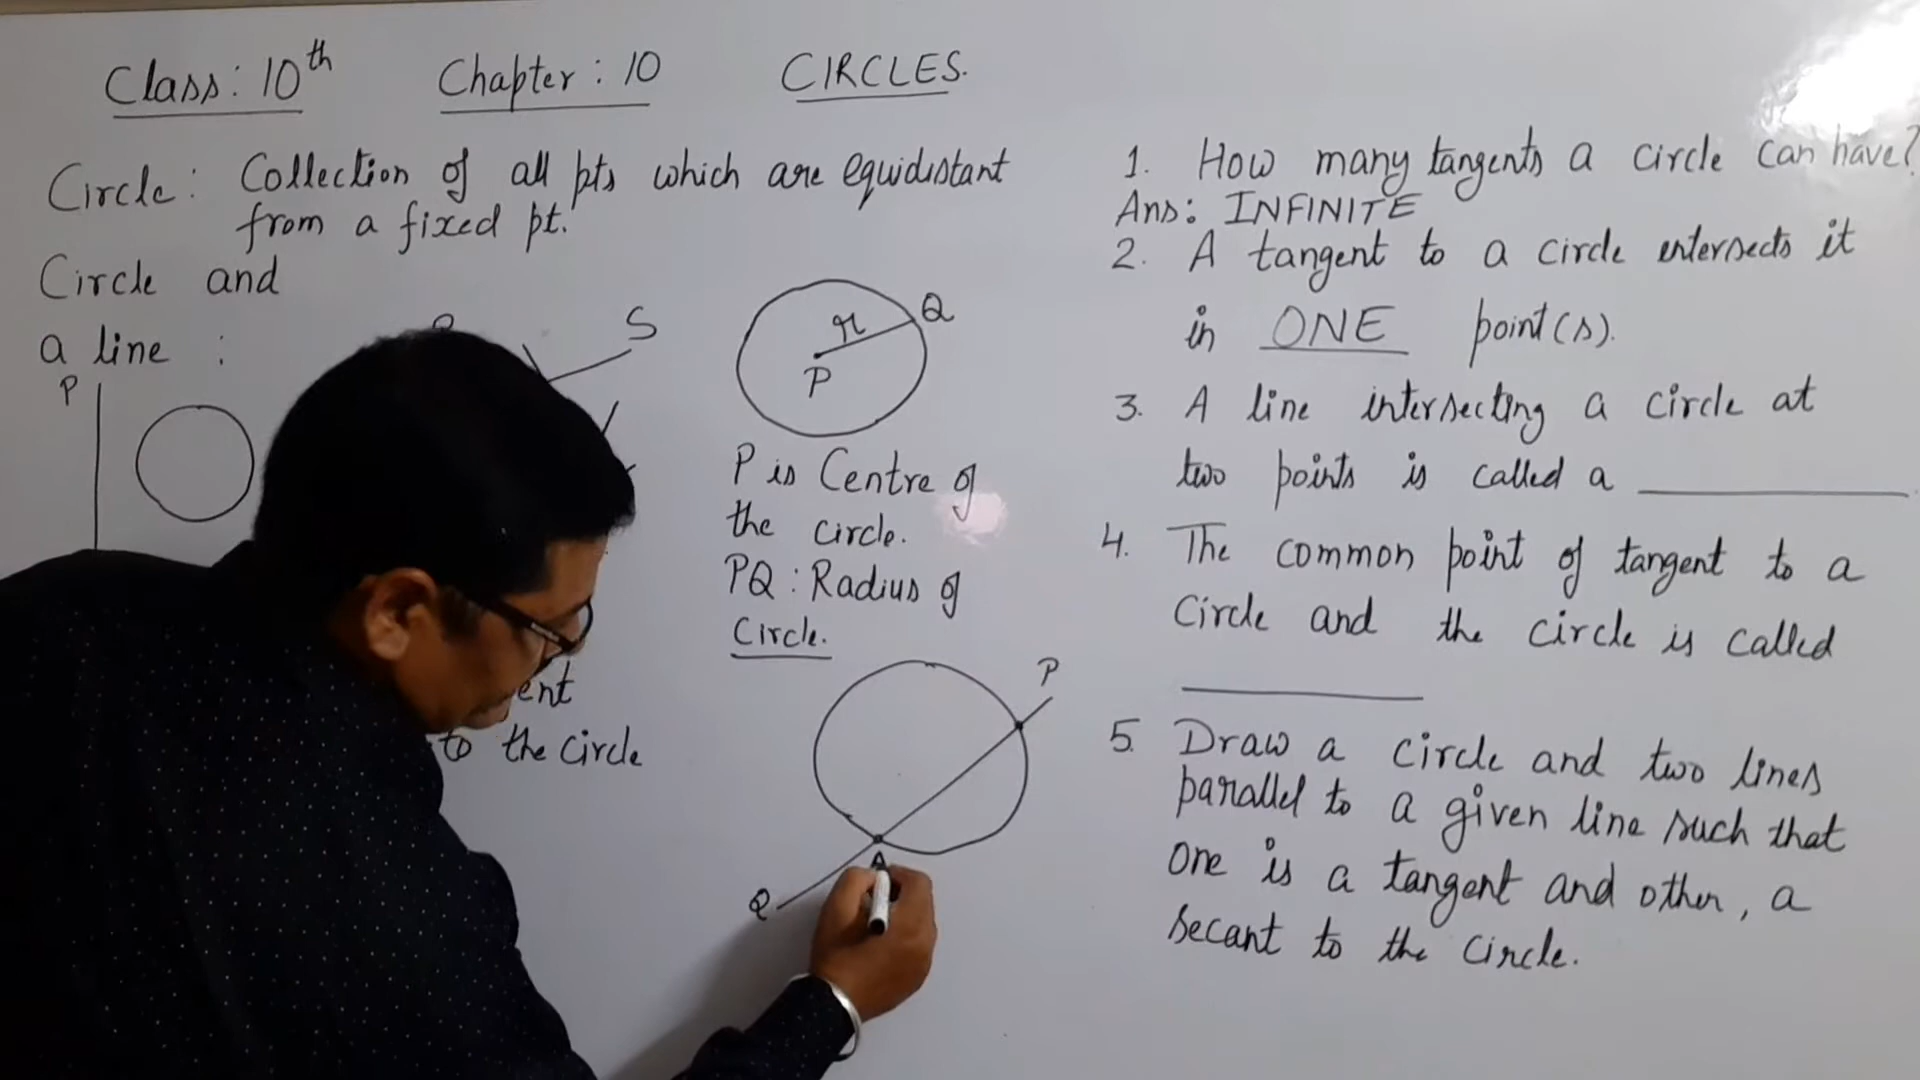 Class: 10th Chapter: 10 CIRCLES.
Circle: Collection of all pts which are equidistant
from a fixed pt.
Circle and
a line :
P
S
r
Q
P
P is Centre of
the circle.
PQ: Radius of
Circle.
to the circle
P
A
Q
1. How many tangents a circle can have?
Ans: INFINITE
2. A tangent to a circle intersects it
in ONE point(s).
3. A line intersecting a circle at
two points is called a
4. The common point of tangent to a
Circle and the circle is called
5. Draw a circle and two lines
parallel to a given line such that
one is a tangent and other, a
secant to the circle.